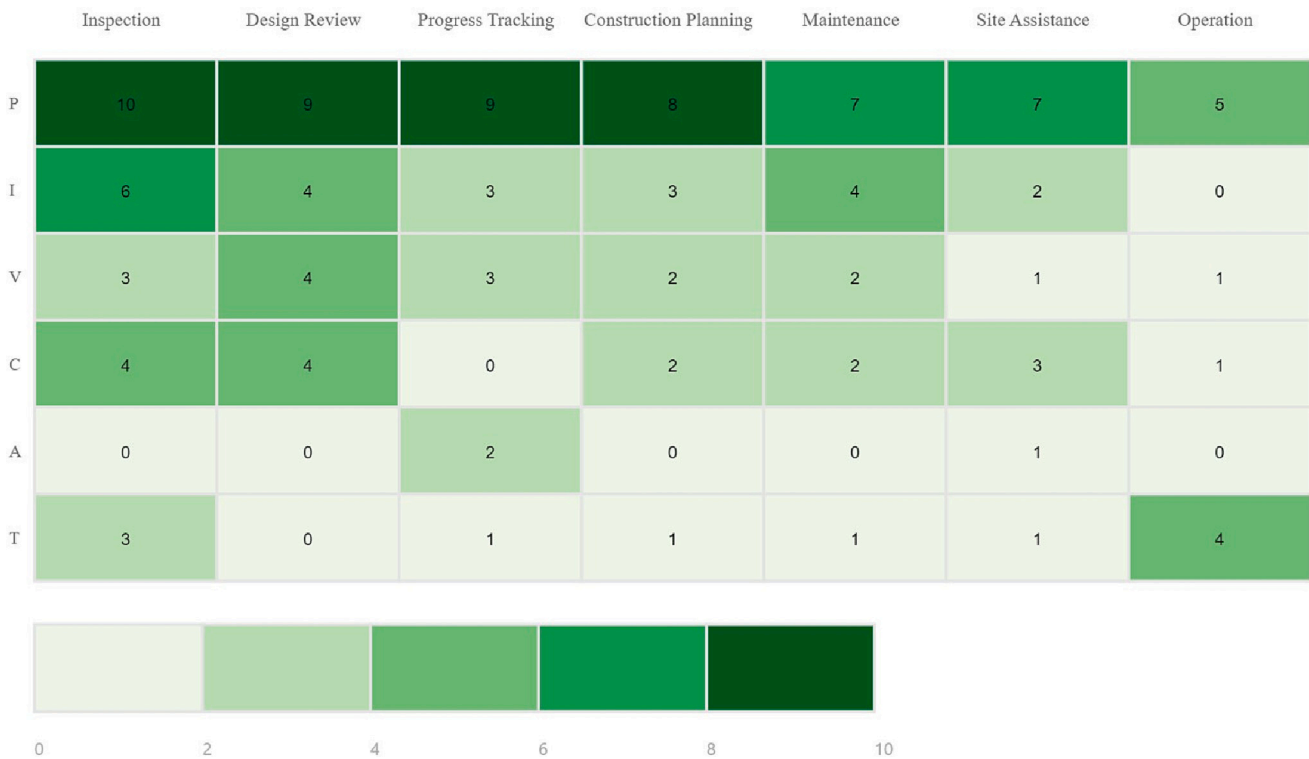 Inspection Design Review Progress Tracking Construction Planning Maintenance Site Assistance Operation
P 10 9 9 8 7 7 5
I 6 4 3 3 4 2 0
V 3 4 3 2 2 1 1
C 4 4 0 2 2 3 1
A 0 0 2 0 0 1 0
T 3 0 1 1 1 1 4
0 2 4 6 8 10